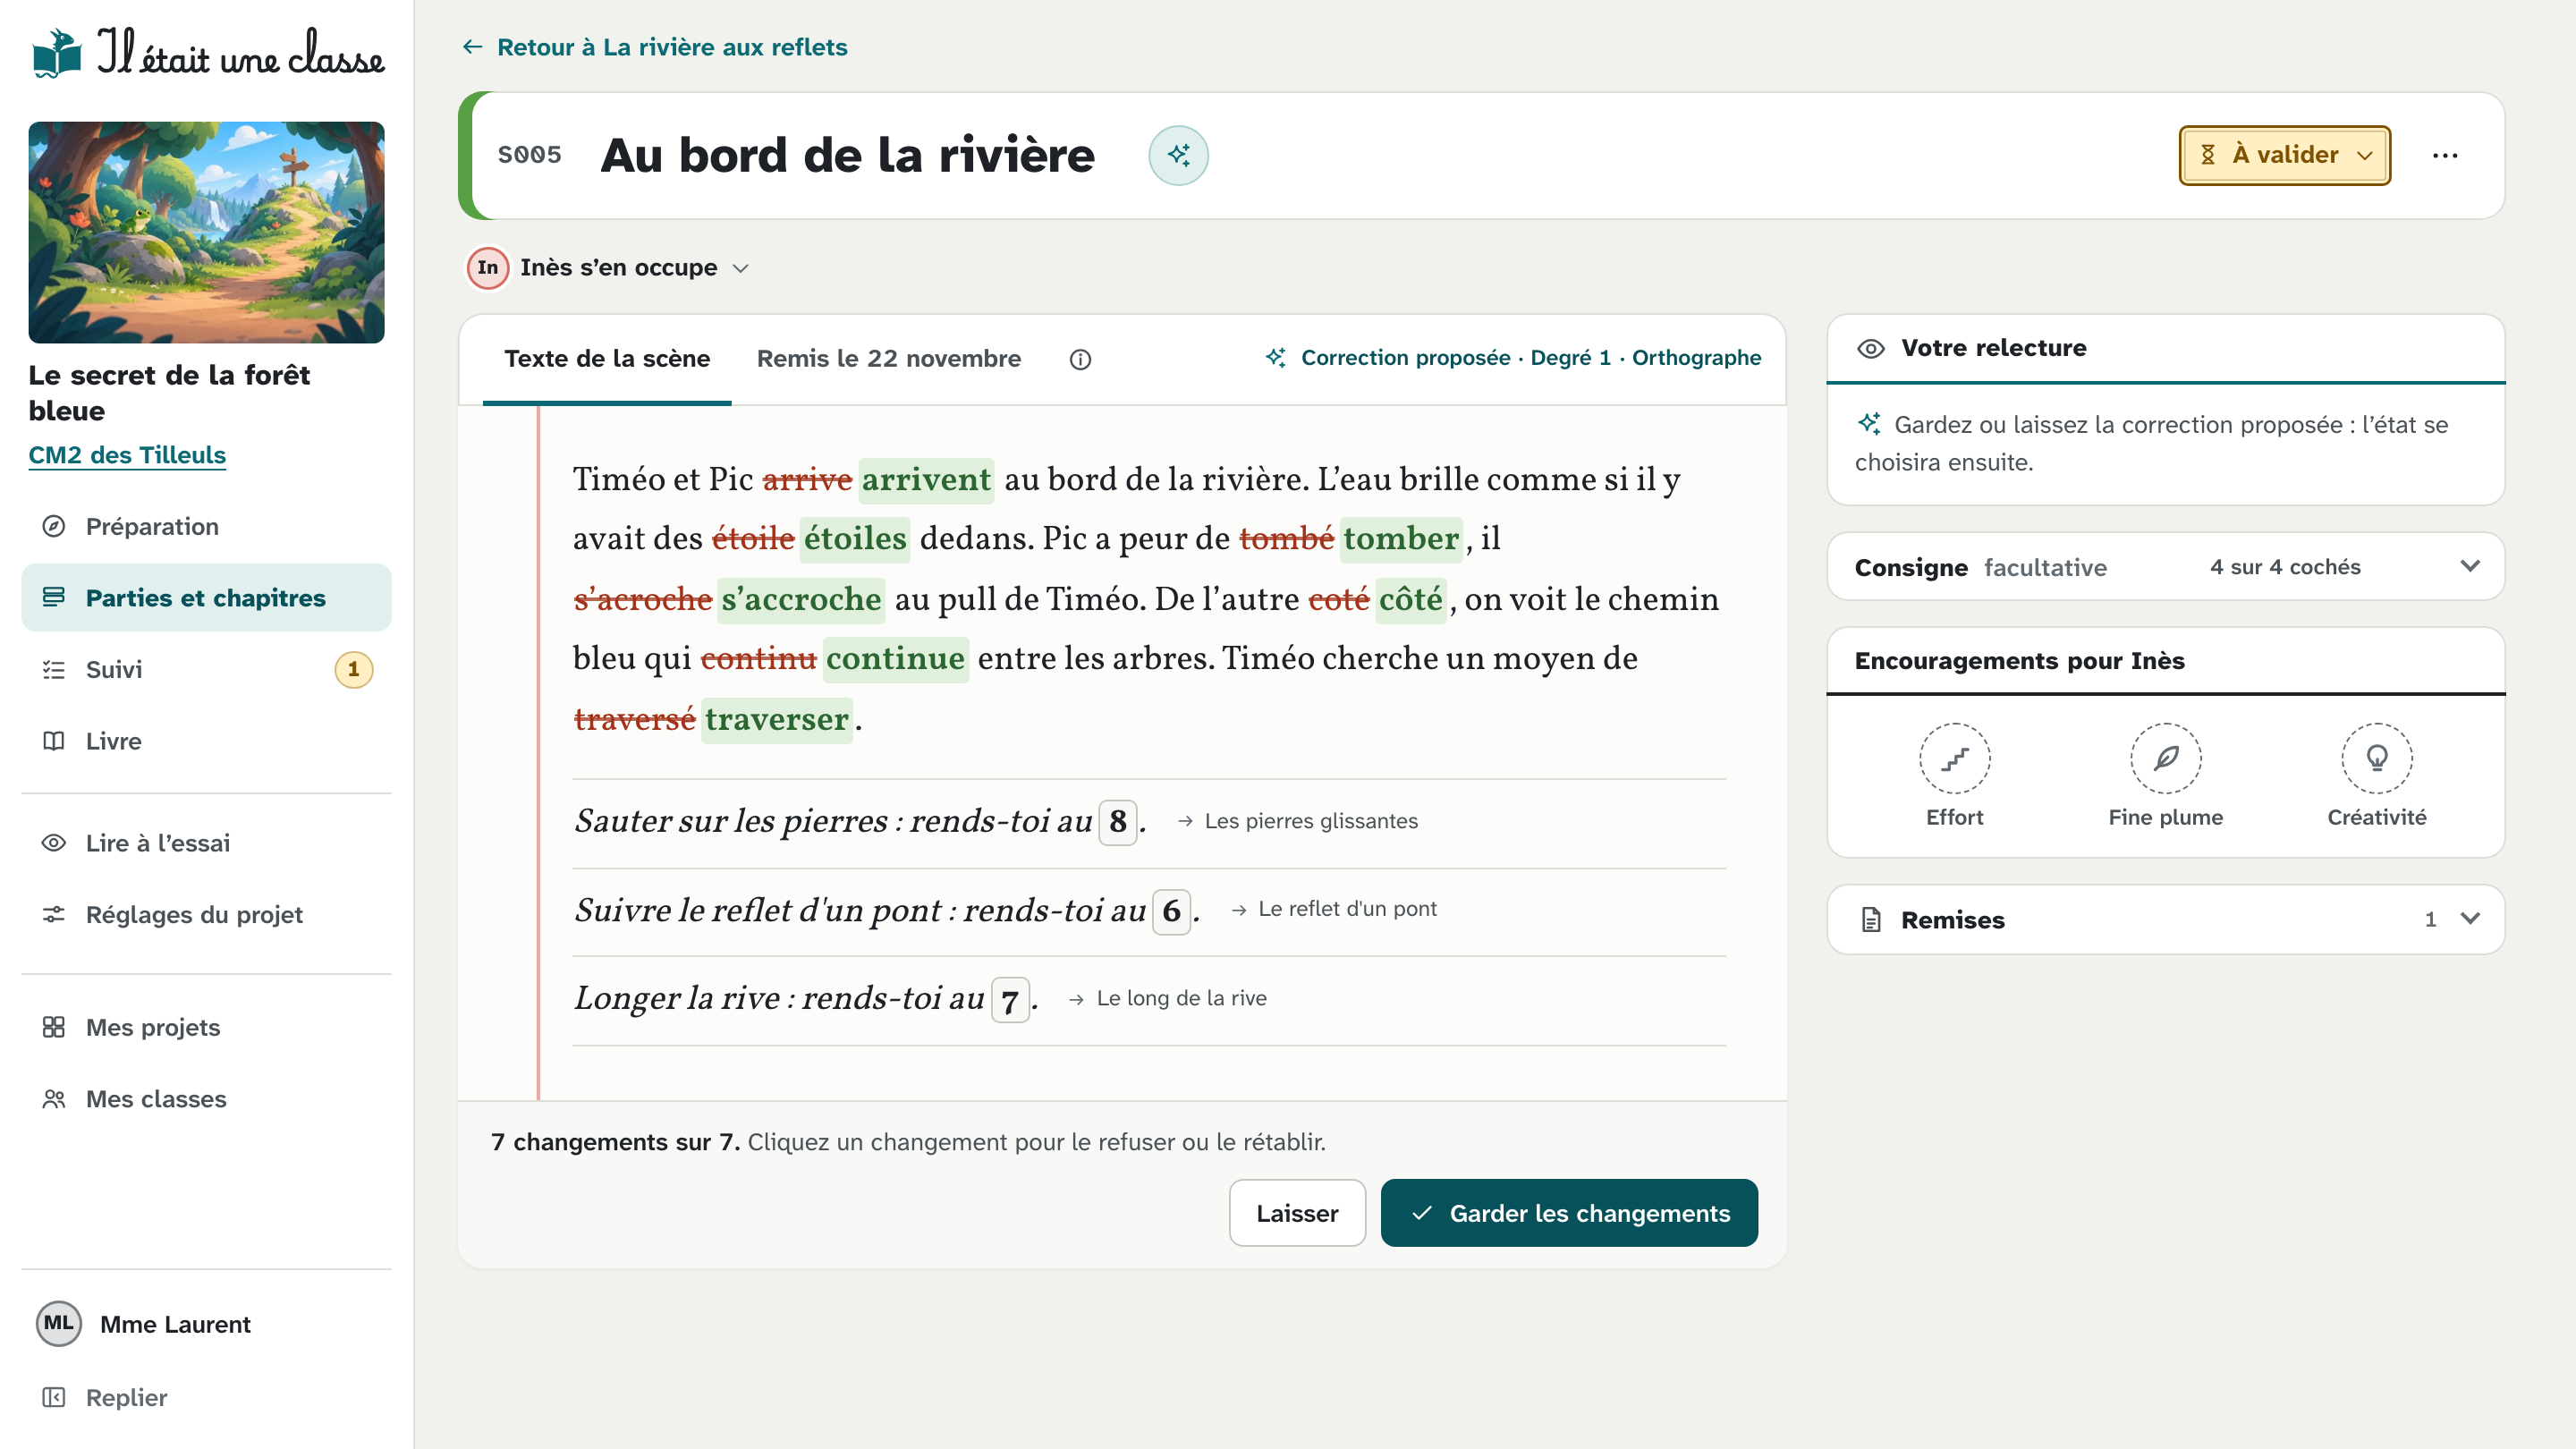 Il était une classe
Le secret de la forêt
bleue
CM2 des Tilleuls
Préparation
Parties et chapitres
Suivi 1
Livre
Lire à l’essai
Réglages du projet
Mes projets
Mes classes
ML Mme Laurent
Replier
← Retour à La rivière aux reflets
S005 Au bord de la rivière
À valider
In Inès s’en occupe
Texte de la scène Remis le 22 novembre Correction proposée · Degré 1 · Orthographe
Timéo et Pic arrive arrivent au bord de la rivière. L’eau brille comme si il y
avait des étoile étoiles dedans. Pic a peur de tombé tomber, il
s’acroche s’accroche au pull de Timéo. De l’autre coté côté, on voit le chemin
bleu qui continu continue entre les arbres. Timéo cherche un moyen de
traversé traverser.
Sauter sur les pierres : rends-toi au 8. → Les pierres glissantes
Suivre le reflet d'un pont : rends-toi au 6. → Le reflet d'un pont
Longer la rive : rends-toi au 7. → Le long de la rive
7 changements sur 7. Cliquez un changement pour le refuser ou le rétablir.
Laisser Garder les changements
Votre relecture
Gardez ou laissez la correction proposée : l’état se
choisira ensuite.
Consigne facultative 4 sur 4 cochés
Encouragements pour Inès
Effort Fine plume Créativité
Remises 1